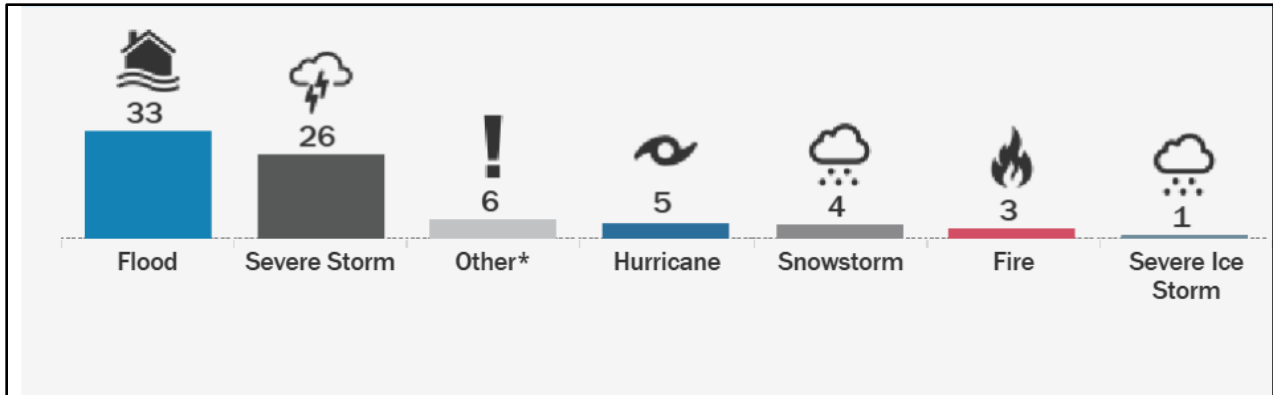 33
26
6
5
4
3
1
Flood
Severe Storm
Other*
Hurricane
Snowstorm
Fire
Severe Ice
Storm